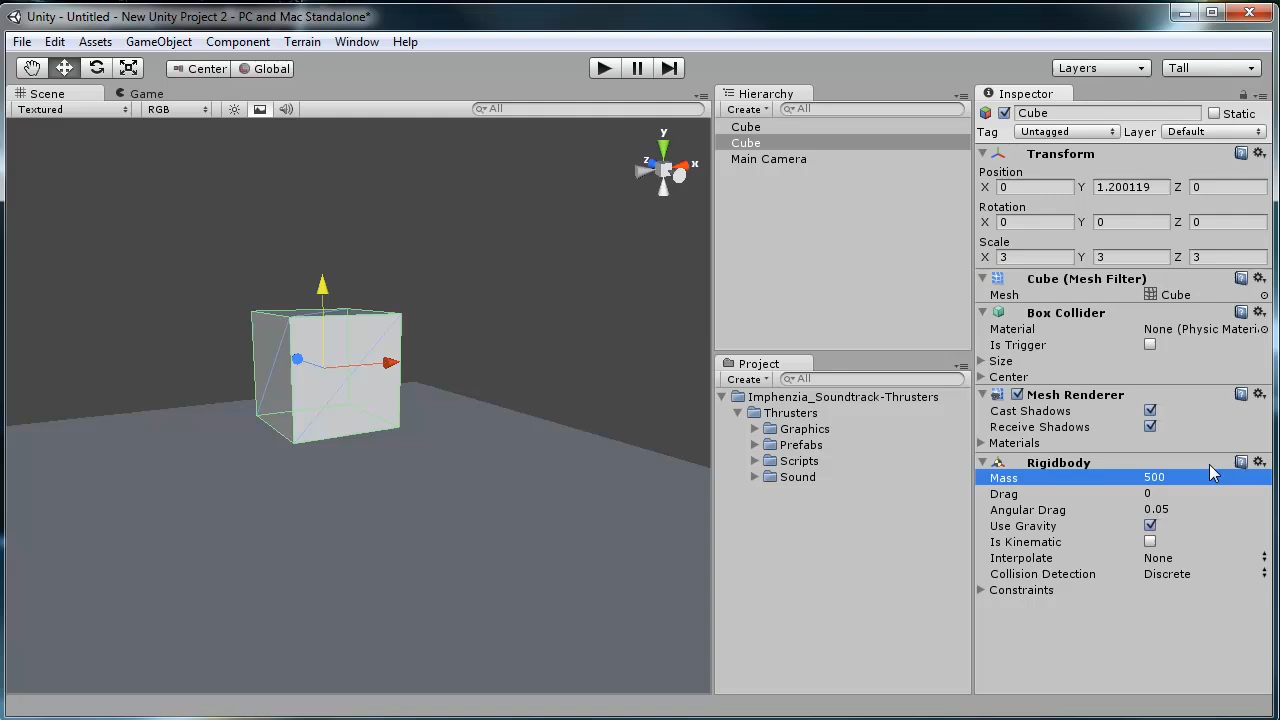 Unity - Untitled - New Unity Project 2 - PC and Mac Standalone*
File Edit Assets GameObject Component Terrain Window Help
Center Global Layers Tall
Scene Game
Textured RGB All
y
z x
Hierarchy
Create All
Cube
Cube
Main Camera
Project
Create All
Imphenzia_Soundtrack-Thrusters
Thrusters
Graphics
Prefabs
Scripts
Sound
Inspector
Cube Static
Tag Untagged Layer Default
Transform
Position
X 0 Y 1.200119 Z 0
Rotation
X 0 Y 0 Z 0
Scale
X 3 Y 3 Z 3
Cube (Mesh Filter)
Mesh Cube
Box Collider
Material None (Physic Materi
Is Trigger
Size
Center
Mesh Renderer
Cast Shadows
Receive Shadows
Materials
Rigidbody
Mass 500
Drag 0
Angular Drag 0.05
Use Gravity
Is Kinematic
Interpolate None
Collision Detection Discrete
Constraints